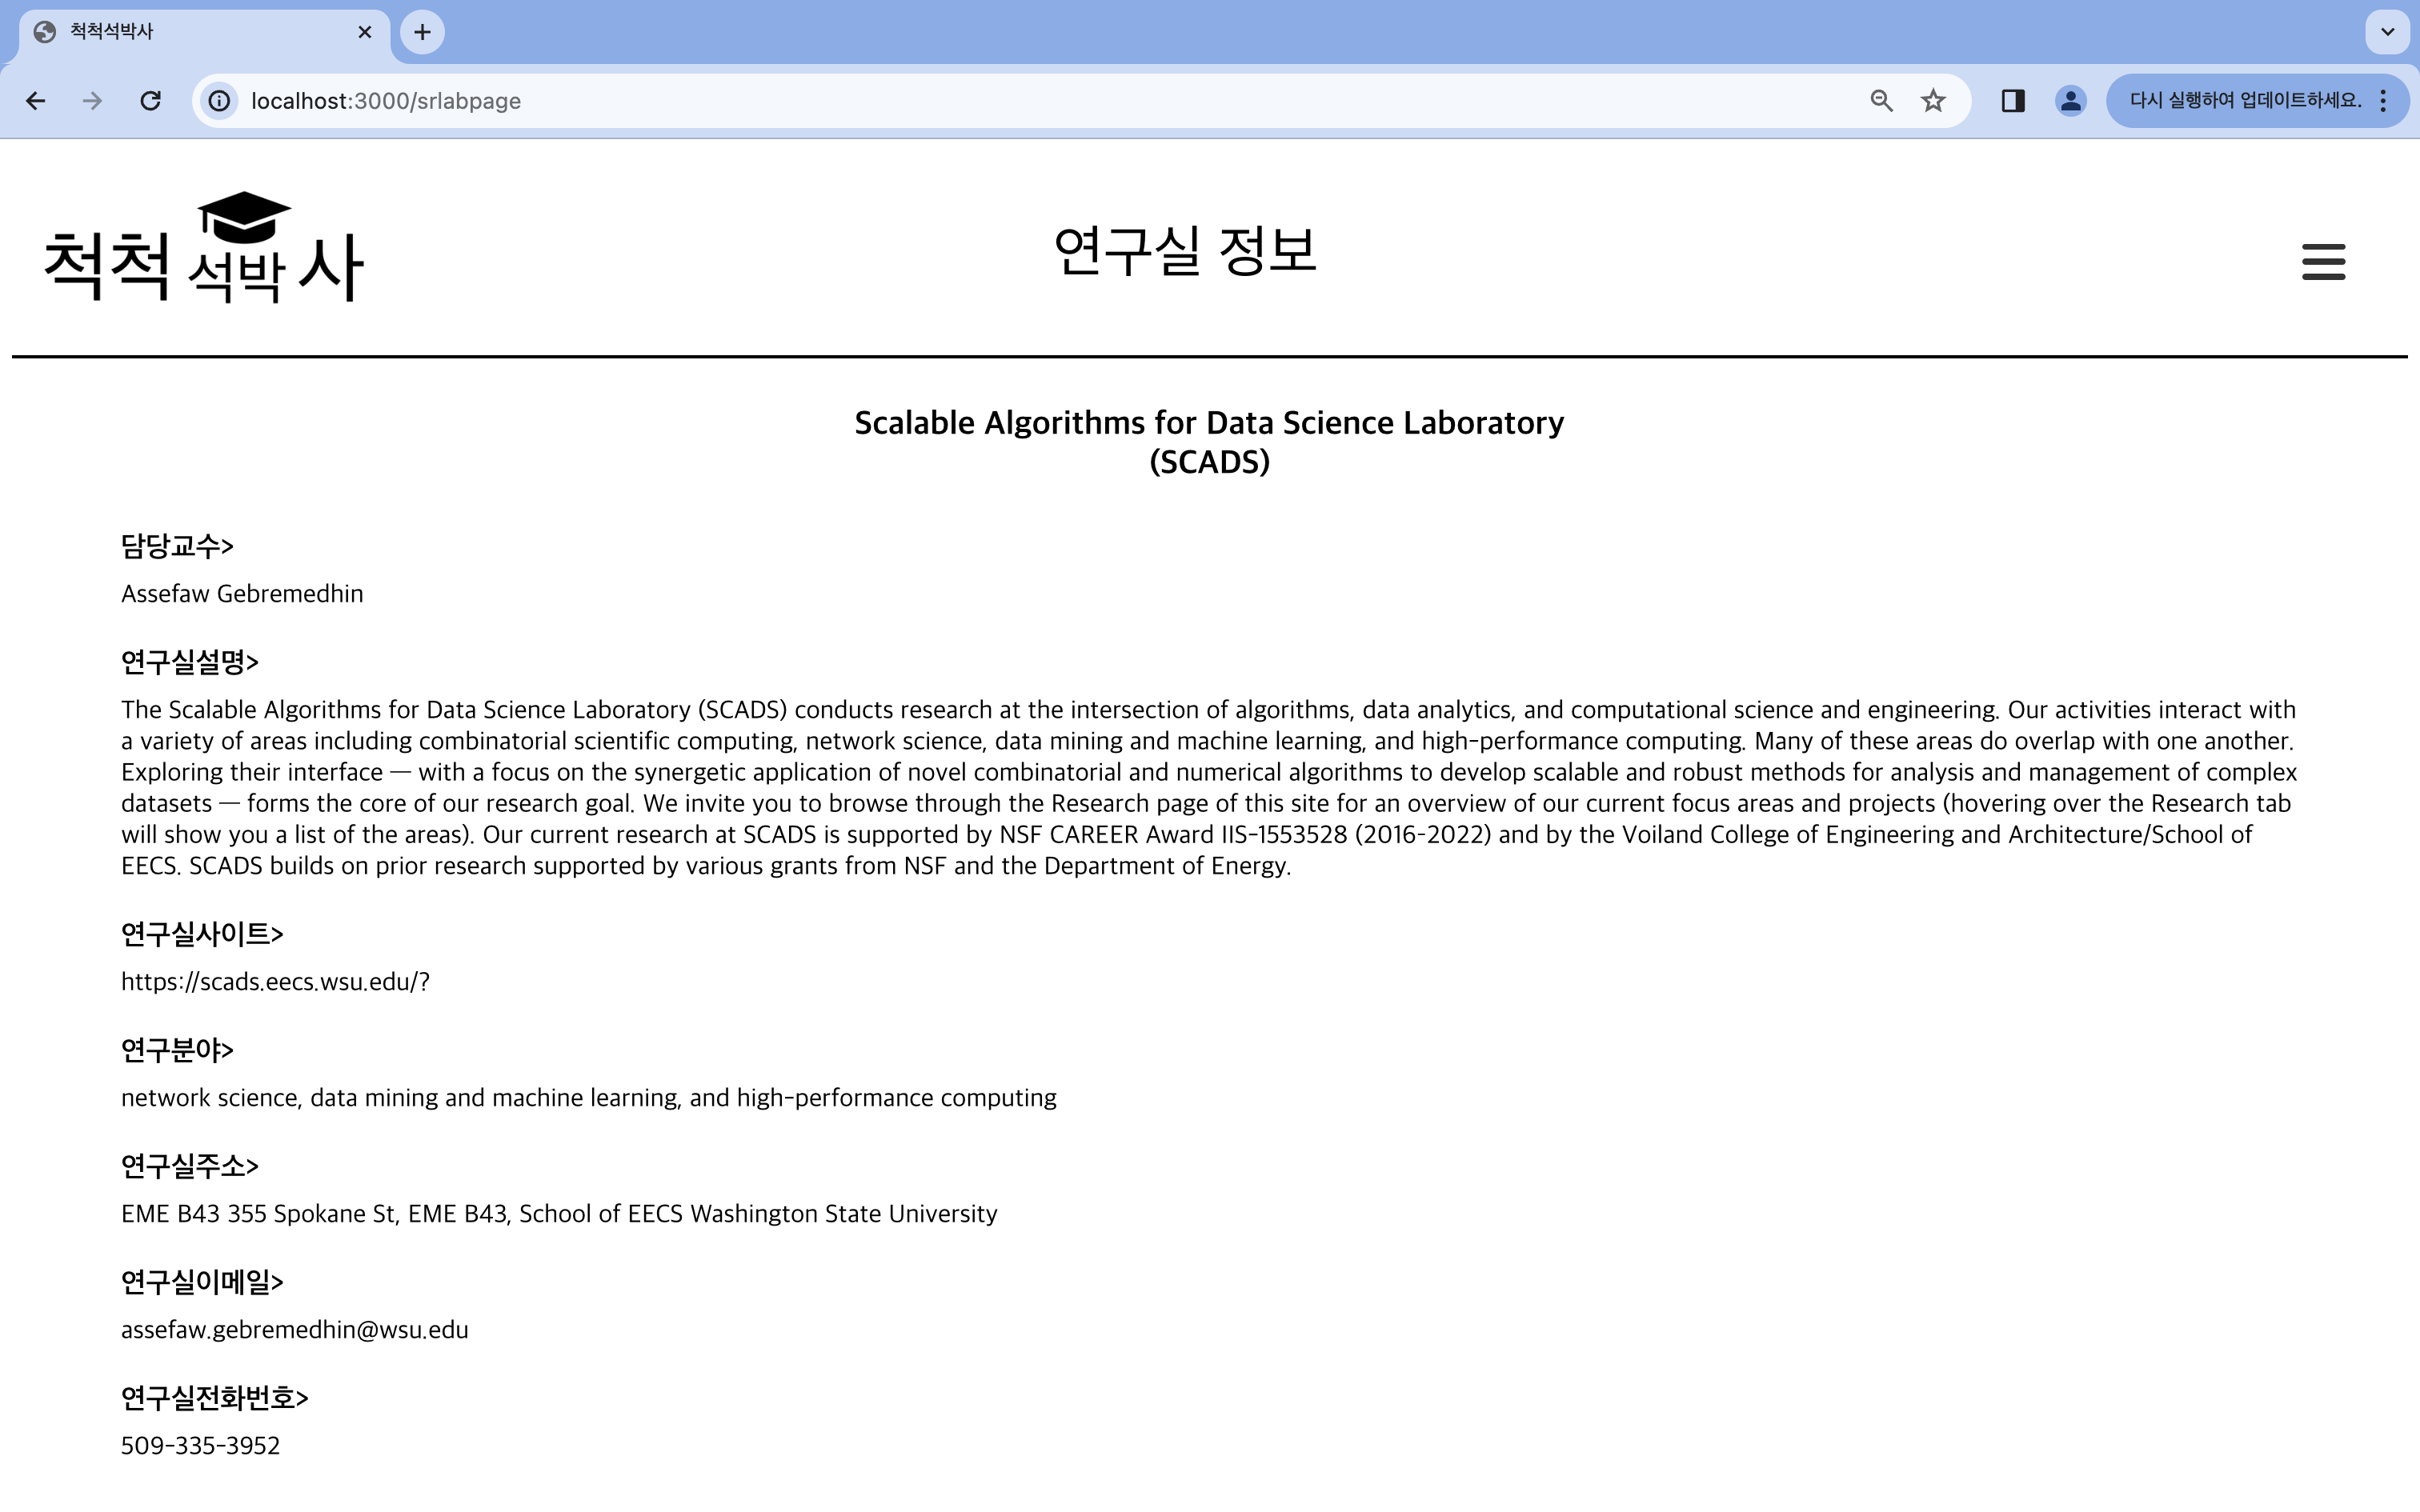 척척석박사
localhost:3000/srlabpage
다시 실행하여 업데이트하세요.
척척 석박 사
연구실 정보
Scalable Algorithms for Data Science Laboratory
(SCADS)
담당교수>
Assefaw Gebremedhin
연구실설명>
The Scalable Algorithms for Data Science Laboratory (SCADS) conducts research at the intersection of algorithms, data analytics, and computational science and engineering. Our activities interact with
a variety of areas including combinatorial scientific computing, network science, data mining and machine learning, and high-performance computing. Many of these areas do overlap with one another.
Exploring their interface — with a focus on the synergetic application of novel combinatorial and numerical algorithms to develop scalable and robust methods for analysis and management of complex
datasets — forms the core of our research goal. We invite you to browse through the Research page of this site for an overview of our current focus areas and projects (hovering over the Research tab
will show you a list of the areas). Our current research at SCADS is supported by NSF CAREER Award IIS-1553528 (2016-2022) and by the Voiland College of Engineering and Architecture/School of
EECS. SCADS builds on prior research supported by various grants from NSF and the Department of Energy.
연구실사이트>
https://scads.eecs.wsu.edu/?
연구분야>
network science, data mining and machine learning, and high-performance computing
연구실주소>
EME B43 355 Spokane St, EME B43, School of EECS Washington State University
연구실이메일>
assefaw.gebremedhin@wsu.edu
연구실전화번호>
509-335-3952